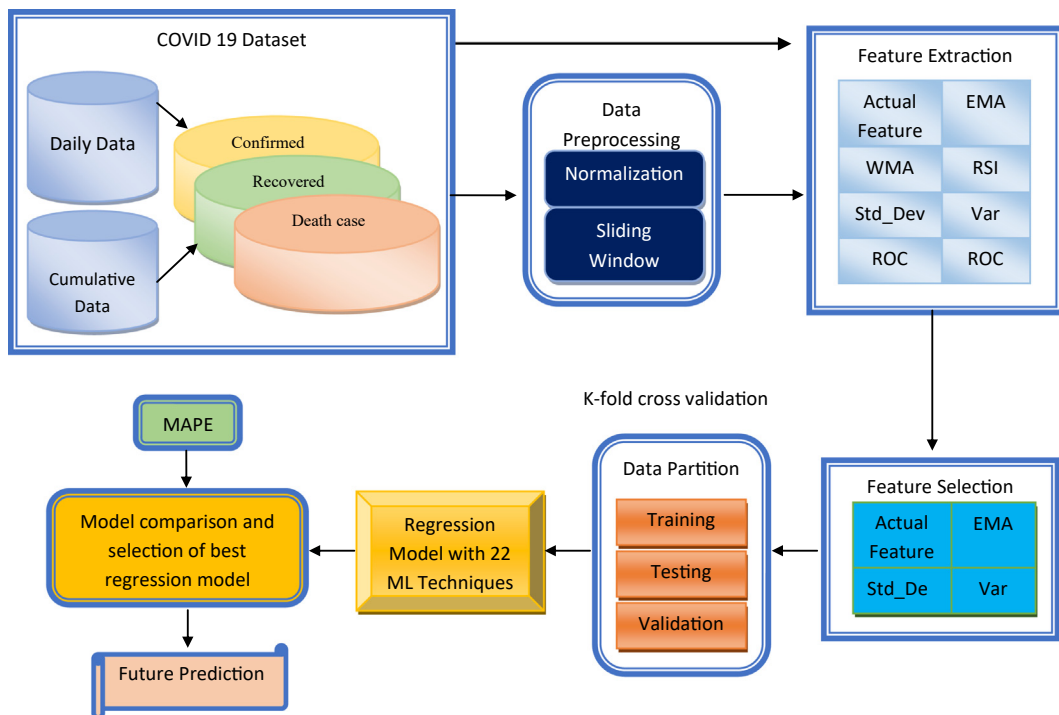 COVID 19 Dataset
Daily Data
Cumulative
Data
Confirmed
Recovered
Death case
Data
Preprocessing
Normalization
Sliding
Window
Feature Extraction
Actual
Feature
EMA
WMA
RSI
Std_Dev
Var
ROC
ROC
Feature Selection
Actual
Feature
EMA
Std_De
Var
K-fold cross validation
Data Partition
Training
Testing
Validation
Regression
Model with 22
ML Techniques
MAPE
Model comparison and
selection of best
regression model
Future Prediction